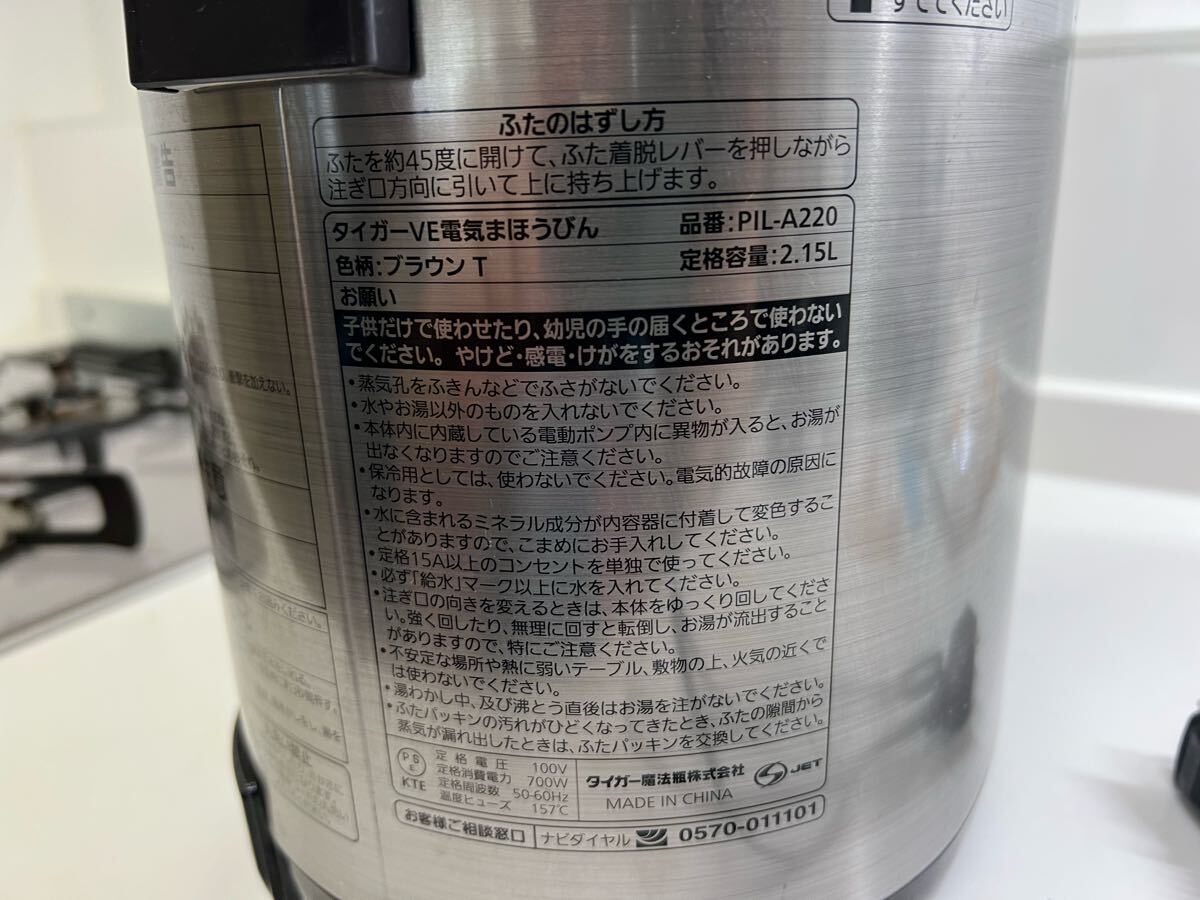 すててください
告
ふたのはずし方
ふたを約45度に開けて、ふた着脱レバーを押しながら
注ぎ口方向に引いて上に持ち上げます。
タイガーVE電気まほうびん 品番:PIL-A220
色柄:ブラウン T 定格容量:2.15L
お願い
子供だけで使わせたり、幼児の手の届くところで使わない
でください。 やけど・感電・けがをするおそれがあります。
・蒸気孔をふきんなどでふさがないでください。
・水やお湯以外のものを入れないでください。
・本体内に内蔵している電動ポンプ内に異物が入ると、お湯が
出なくなりますのでご注意ください。
・保冷用としては、使わないでください。電気的故障の原因に
なります。
・水に含まれるミネラル成分が内容器に付着して変色するこ
とがありますので、こまめにお手入れしてください。
・定格15A以上のコンセントを単独で使ってください。
・必ず「給水」マーク以上に水を入れてください。
・注ぎ口の向きを変えるときは、本体をゆっくり回してくださ
い。強く回したり、無理に回すと転倒し、お湯が流出すること
がありますので、特にご注意ください。
・不安定な場所や熱に弱いテーブル、敷物の上、火気の近くで
は使わないでください。
・湯わかし中、及び沸とう直後はお湯を注がないでください。
・ふたパッキンの汚れがひどくなってきたとき、ふたの隙間から
蒸気が漏れ出したときは、ふたパッキンを交換してください。
PSE
KTE
定格電圧 100V
定格消費電力 700W
定格周波数 50-60Hz
温度ヒューズ 157℃
タイガー魔法瓶株式会社 JET
MADE IN CHINA
お客様ご相談窓口 ナビダイヤル 0570-011101
衝撃を加えない。